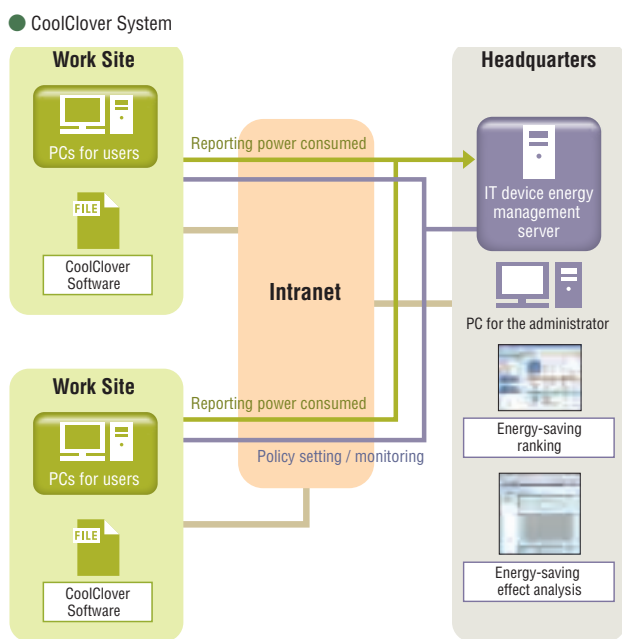 CoolClover System
Work Site
PCs for users
FILE
CoolClover
Software
Reporting power consumed
Intranet
Headquarters
IT device energy
management
server
PC for the administrator
Energy-saving
ranking
Energy-saving
effect analysis
Work Site
PCs for users
FILE
CoolClover
Software
Reporting power consumed
Policy setting / monitoring